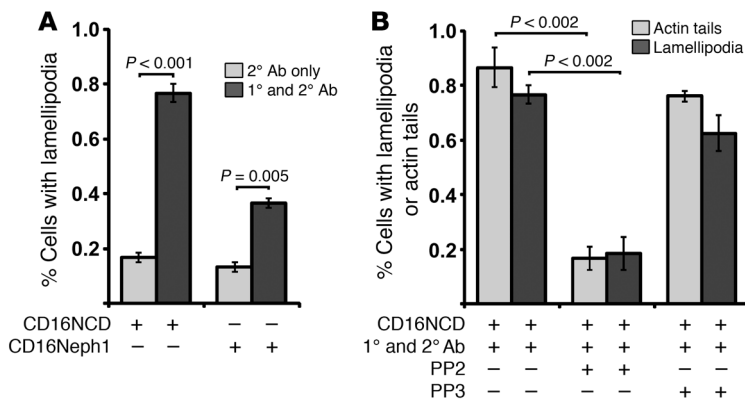 A
% Cells with lamellipodia
1.0
0.8
0.6
0.4
0.2
P < 0.001
P = 0.005
2° Ab only
1° and 2° Ab
CD16NCD + + − −
CD16Neph1 − − + +
B
% Cells with lamellipodia
or actin tails
1.0
0.8
0.6
0.4
0.2
P < 0.002
P < 0.002
Actin tails
Lamellipodia
CD16NCD + + + + + +
1° and 2° Ab + + + + + +
PP2 − − + + − −
PP3 − − − − + +